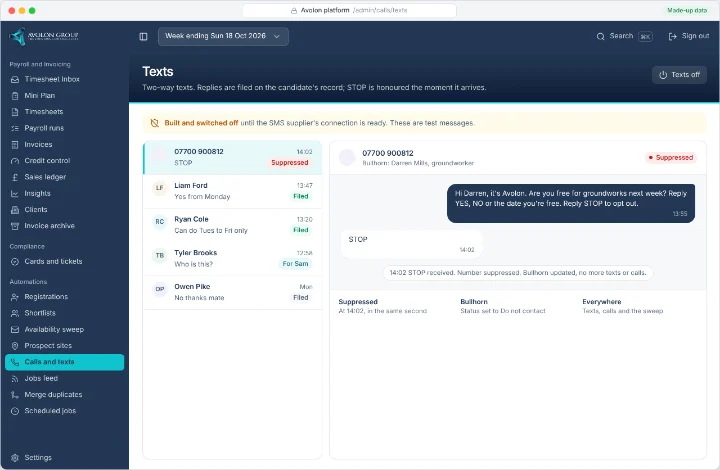 Avolon platform /admin/calls/texts
Made-up data
AVOLON GROUP
Week ending Sun 18 Oct 2026
Search ⌘K
Sign out
Payroll and Invoicing
Timesheet Inbox
Mini Plan
Timesheets
Payroll runs
Invoices
Credit control
Sales ledger
Insights
Clients
Invoice archive
Compliance
Cards and tickets
Automations
Registrations
Shortlists
Availability sweep
Prospect sites
Calls and texts
Jobs feed
Merge duplicates
Scheduled jobs
Settings
Texts
Two-way texts. Replies are filed on the candidate's record; STOP is honoured the moment it arrives.
Texts off
Built and switched off until the SMS supplier's connection is ready. These are test messages.
07700 900812 14:02
STOP Suppressed
LF Liam Ford 13:47
Yes from Monday Filed
RC Ryan Cole 13:20
Can do Tues to Fri only Filed
TB Tyler Brooks 12:58
Who is this? For Sam
OP Owen Pike Mon
No thanks mate Filed
07700 900812
Bullhorn: Darren Mills, groundworker
Suppressed
Hi Darren, it's Avolon. Are you free for groundworks next week? Reply
YES, NO or the date you're free. Reply STOP to opt out.
13:55
STOP
14:02
14:02 STOP received. Number suppressed. Bullhorn updated, no more texts or calls.
Suppressed
At 14:02, in the same second
Bullhorn
Status set to Do not contact
Everywhere
Texts, calls and the sweep